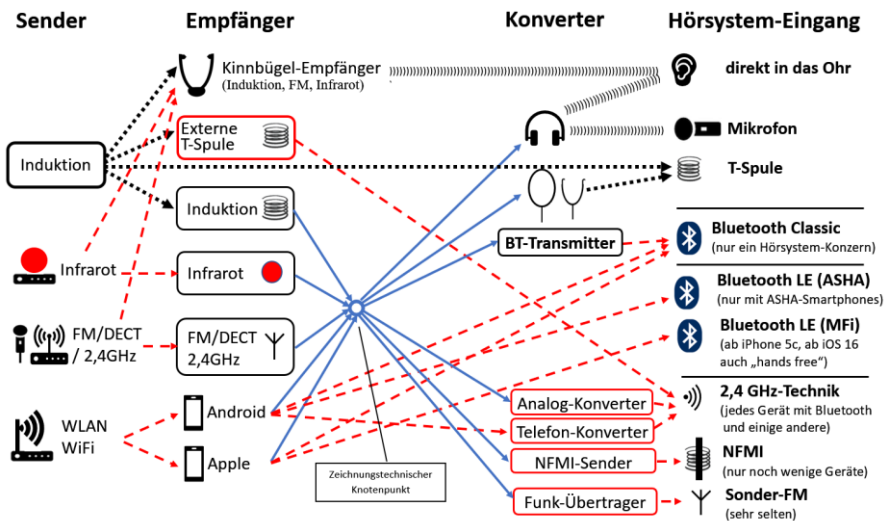 Sender
Empfänger
Konverter
Hörsystem-Eingang
Kinnbügel-Empfänger
(Induktion, FM, Infrarot)
direkt in das Ohr
Externe
T-Spule
Mikrofon
Induktion
T-Spule
Induktion
BT-Transmitter
Bluetooth Classic
(nur ein Hörsystem-Konzern)
Infrarot
Infrarot
Bluetooth LE (ASHA)
(nur mit ASHA-Smartphones)
FM/DECT
/ 2,4GHz
FM/DECT
2,4GHz
Bluetooth LE (MFi)
(ab iPhone 5c, ab iOS 16
auch „hands free“)
WLAN
WiFi
Android
Apple
Analog-Konverter
Telefon-Konverter
2,4 GHz-Technik
(jedes Gerät mit Bluetooth
und einige andere)
Zeichnungstechnischer
Knotenpunkt
NFMI-Sender
NFMI
(nur noch wenige Geräte)
Funk-Übertrager
Sonder-FM
(sehr selten)